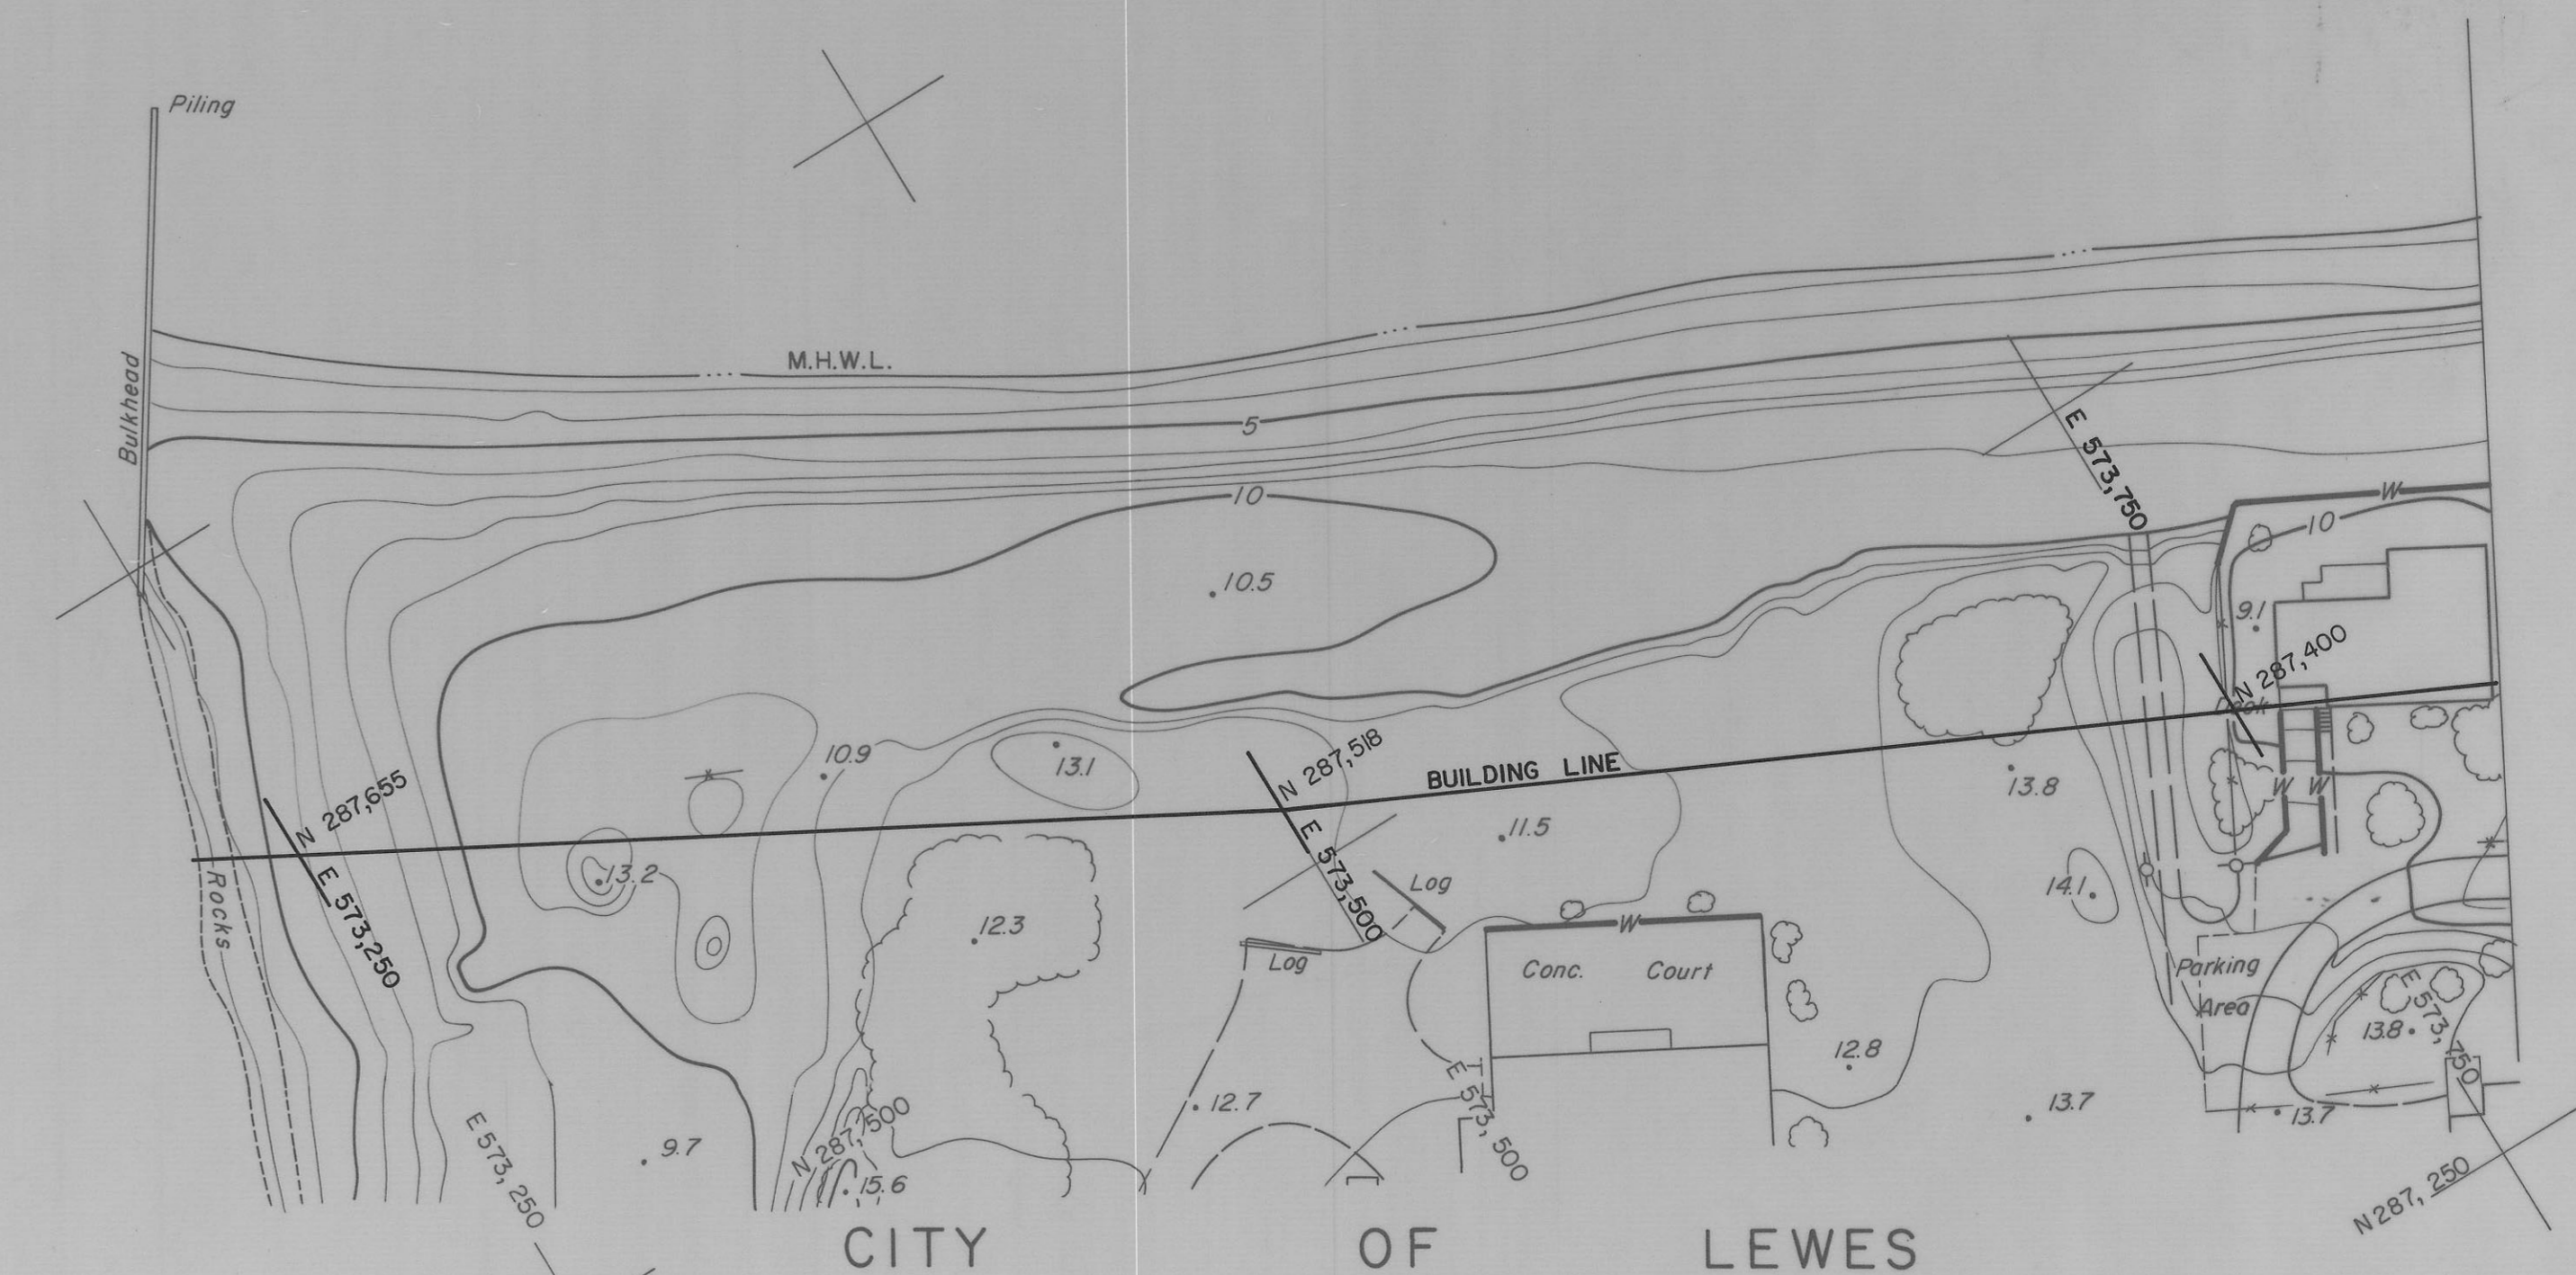 Piling
M.H.W.L.
Bulkhead
5
E 573,750
10
W
10
10.5
9.1
N 287,400
Deck
10.9
13.1
N 287,518
BUILDING LINE
13.8
N 287,655
W W
E 573,250
13.2
11.5
E 573,500
Log
14.1
Rocks
12.3
W
Log
Conc. Court
Parking
Area
E 573,750
13.8
12.8
E 573,500
12.7
13.7
13.7
N 287,500
E 573,250
9.7
15.6
N 287,250
CITY OF LEWES